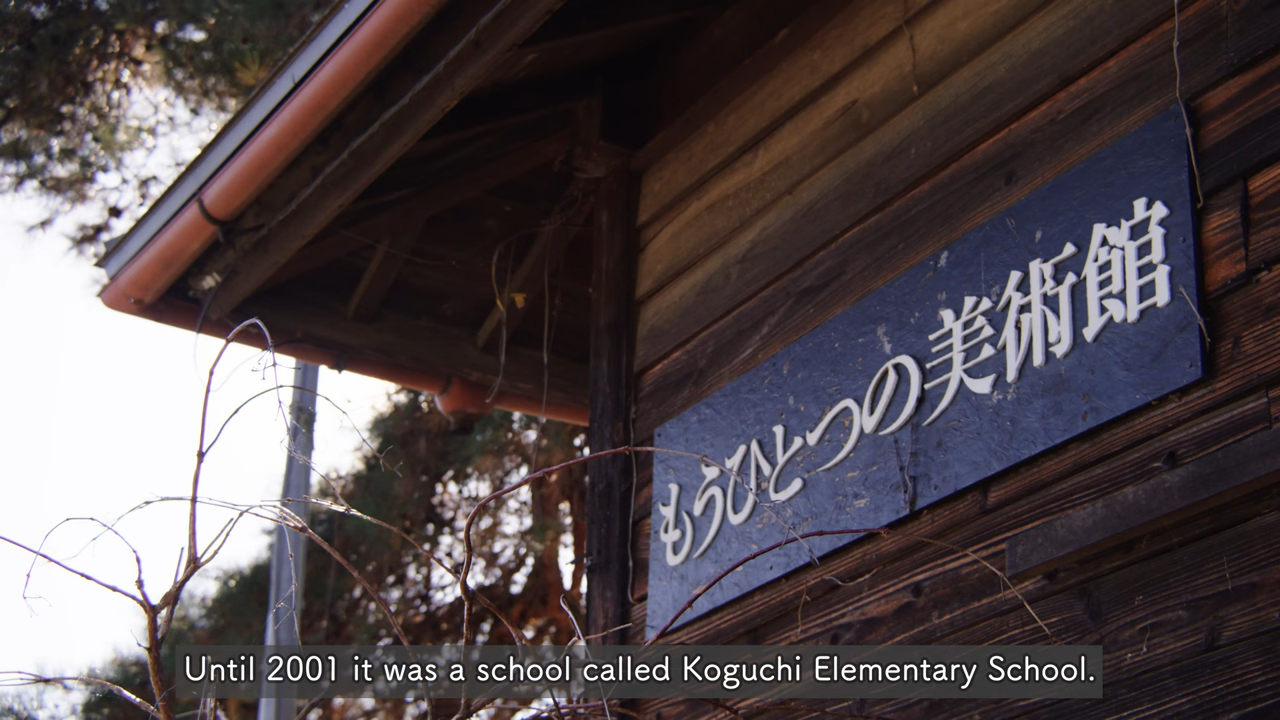 もうひとつの美術館
Until 2001 it was a school called Koguchi Elementary School.